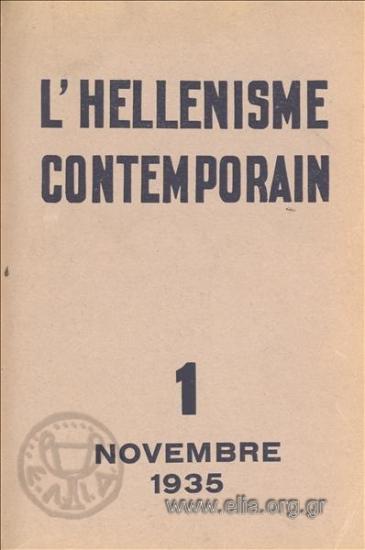 L'HELLENISME
CONTEMPORAIN
1
NOVEMBRE
1935
Ε.Λ.Ι.Α.
www.elia.org.gr